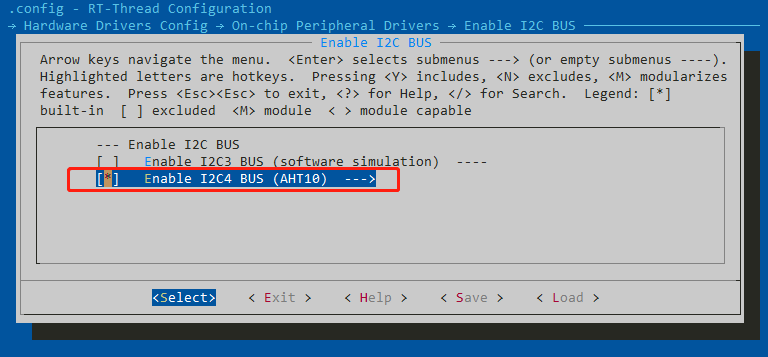 .config - RT-Thread Configuration
→ Hardware Drivers Config → On-chip Peripheral Drivers → Enable I2C BUS
Enable I2C BUS
Arrow keys navigate the menu.  <Enter> selects submenus ---> (or empty submenus ----).
Highlighted letters are hotkeys.  Pressing <Y> includes, <N> excludes, <M> modularizes
features.  Press <Esc><Esc> to exit, <?> for Help, </> for Search.  Legend: [*]
built-in  [ ] excluded  <M> module  < > module capable
--- Enable I2C BUS
[ ]   Enable I2C3 BUS (software simulation)  ----
[*]   Enable I2C4 BUS (AHT10)  --->
<Select>    < Exit >    < Help >    < Save >    < Load >